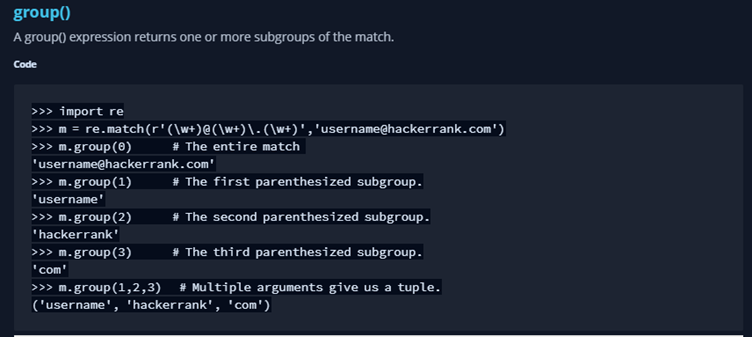 group()
A group() expression returns one or more subgroups of the match.
Code
>>> import re
>>> m = re.match(r'(\w+)@(\w+)\.(\w+)','username@hackerrank.com')
>>> m.group(0)      # The entire match
'username@hackerrank.com'
>>> m.group(1)      # The first parenthesized subgroup.
'username'
>>> m.group(2)      # The second parenthesized subgroup.
'hackerrank'
>>> m.group(3)      # The third parenthesized subgroup.
'com'
>>> m.group(1,2,3)  # Multiple arguments give us a tuple.
('username', 'hackerrank', 'com')